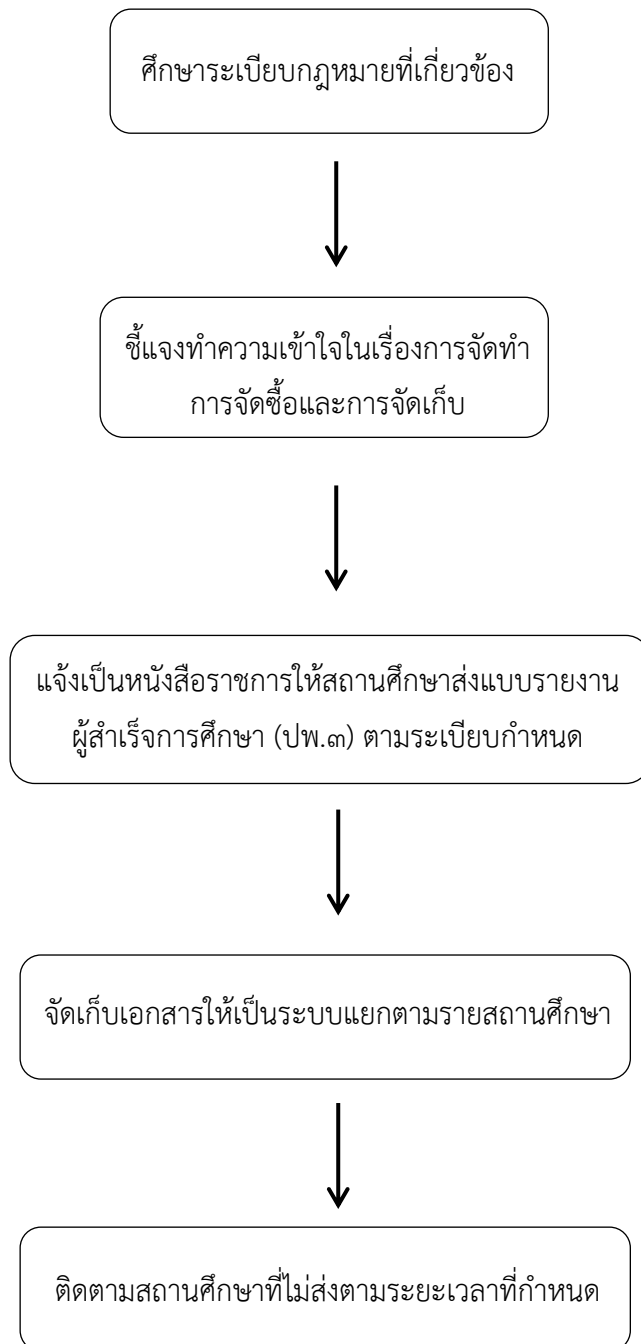 ศึกษาระเบียบกฎหมายที่เกี่ยวข้อง
ชี้แจงทำความเข้าใจในเรื่องการจัดทำ
การจัดซื้อและการจัดเก็บ
แจ้งเป็นหนังสือราชการให้สถานศึกษาส่งแบบรายงาน
ผู้สำเร็จการศึกษา (ปพ.๓) ตามระเบียบกำหนด
จัดเก็บเอกสารให้เป็นระบบแยกตามรายสถานศึกษา
ติดตามสถานศึกษาที่ไม่ส่งตามระยะเวลาที่กำหนด